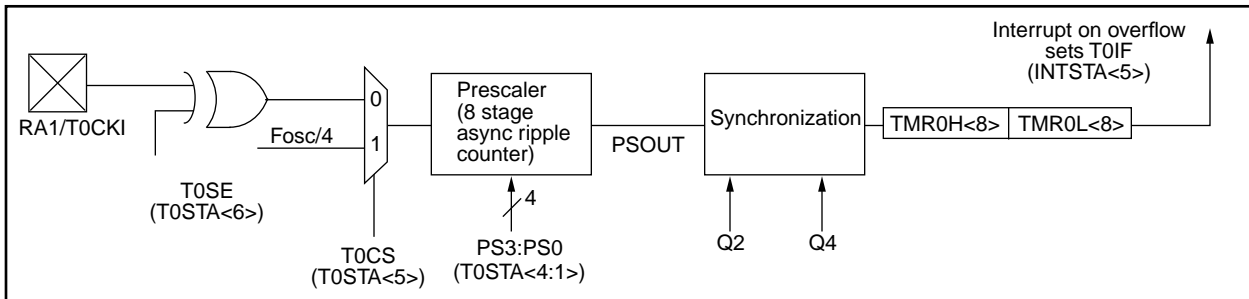 Interrupt on overflow
sets T0IF
(INTSTA<5>)
RA1/T0CKI
0
1
Fosc/4
Prescaler
(8 stage
async ripple
counter)
PSOUT
Synchronization
TMR0H<8> TMR0L<8>
T0SE
(T0STA<6>)
4
Q2 Q4
T0CS
(T0STA<5>)
PS3:PS0
(T0STA<4:1>)